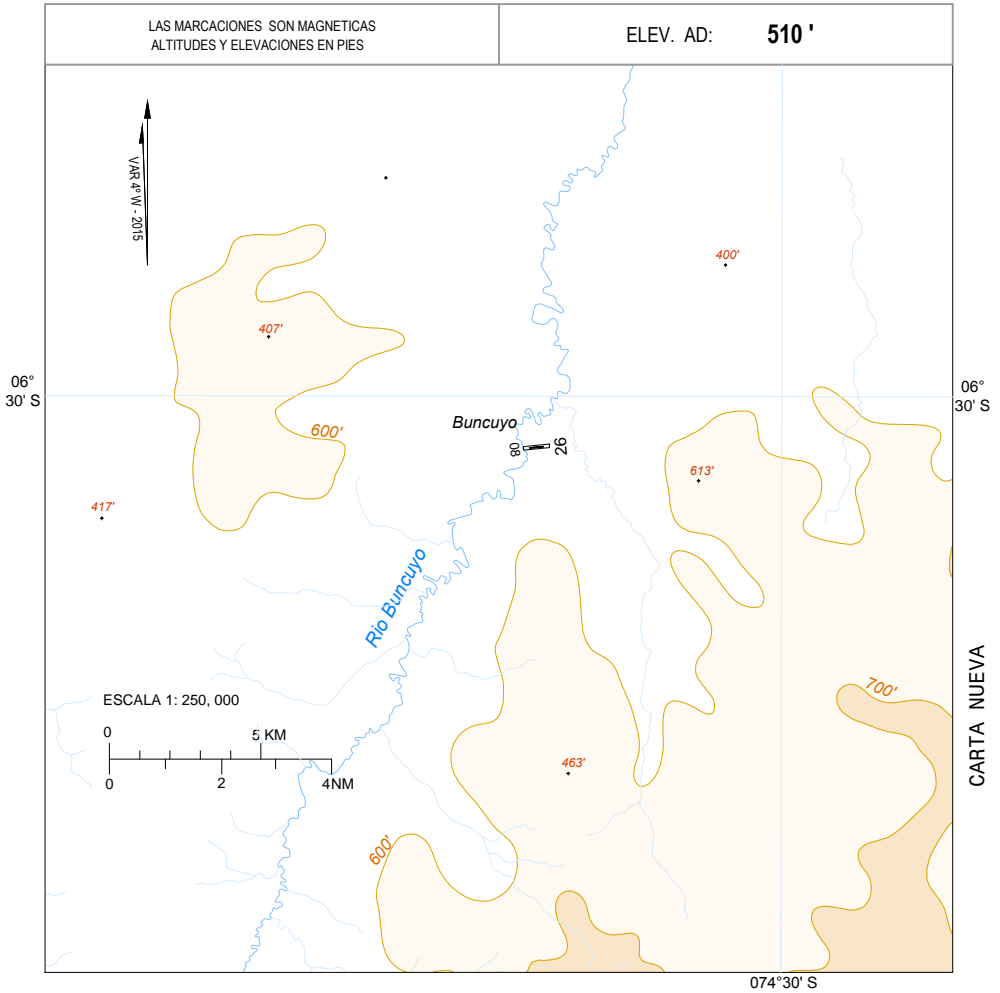 LAS MARCACIONES SON MAGNETICAS
ALTITUDES Y ELEVACIONES EN PIES
ELEV. AD: 510 '
VAR 4° W - 2015
400'
407'
06°
30' S
06°
30' S
600'
Buncuyo
08
26
613'
417'
Rio Buncuyo
CARTA NUEVA
700'
ESCALA 1: 250, 000
0 5 KM
0 2 4NM
463'
600'
074°30' S